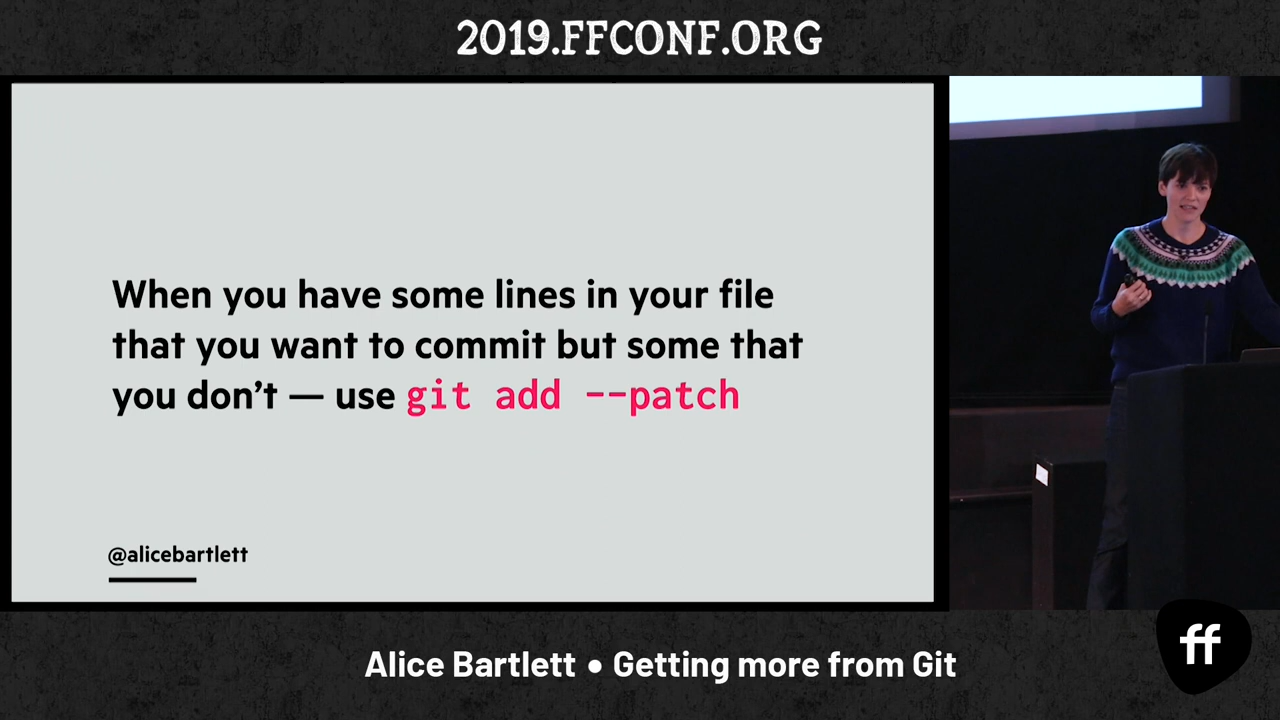 2019.FFCONF.ORG
When you have some lines in your file
that you want to commit but some that
you don’t — use git add --patch
@alicebartlett
Alice Bartlett • Getting more from Git
ff